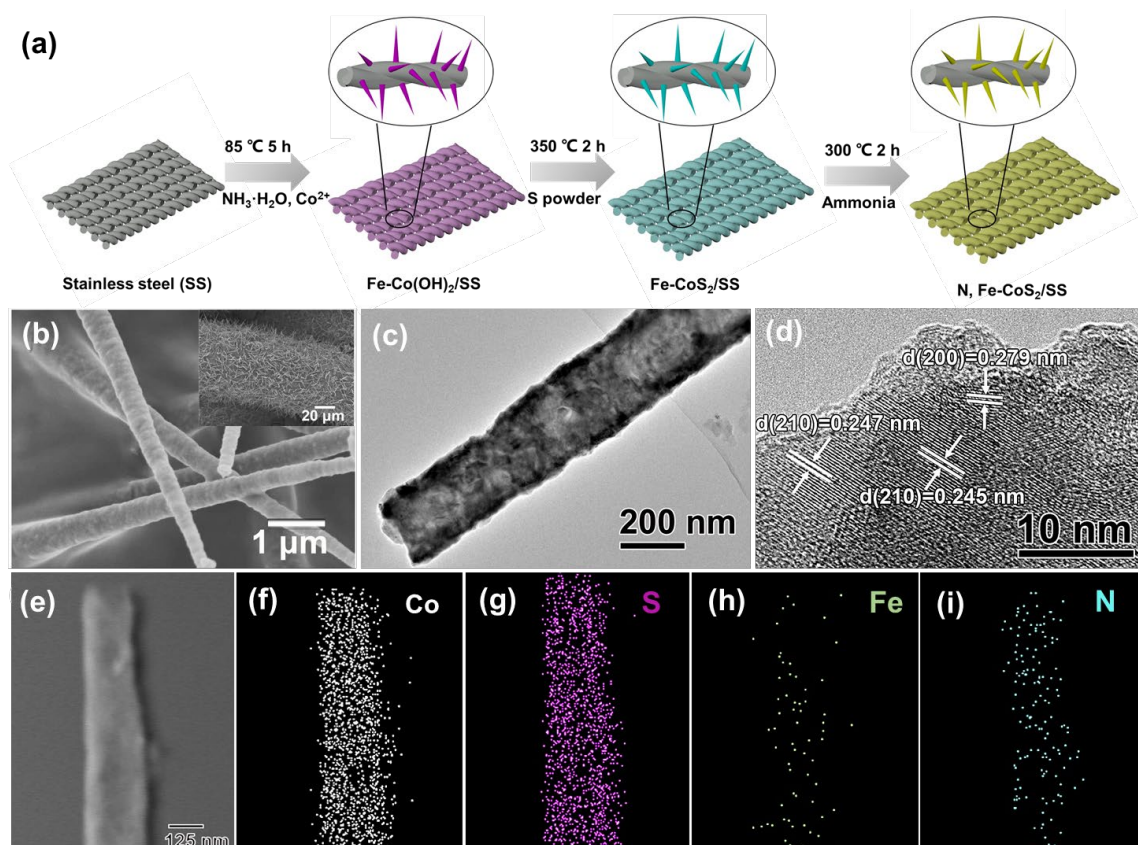 (a)
85 ℃ 5 h
NH₃·H₂O, Co²⁺
350 ℃ 2 h
S powder
300 ℃ 2 h
Ammonia
Stainless steel (SS)
Fe-Co(OH)₂/SS
Fe-CoS₂/SS
N, Fe-CoS₂/SS
(b)
20 μm
1 μm
(c)
200 nm
(d)
d(200)=0.279 nm
d(210)=0.247 nm
d(210)=0.245 nm
10 nm
(e)
125 nm
(f)
Co
(g)
S
(h)
Fe
(i)
N